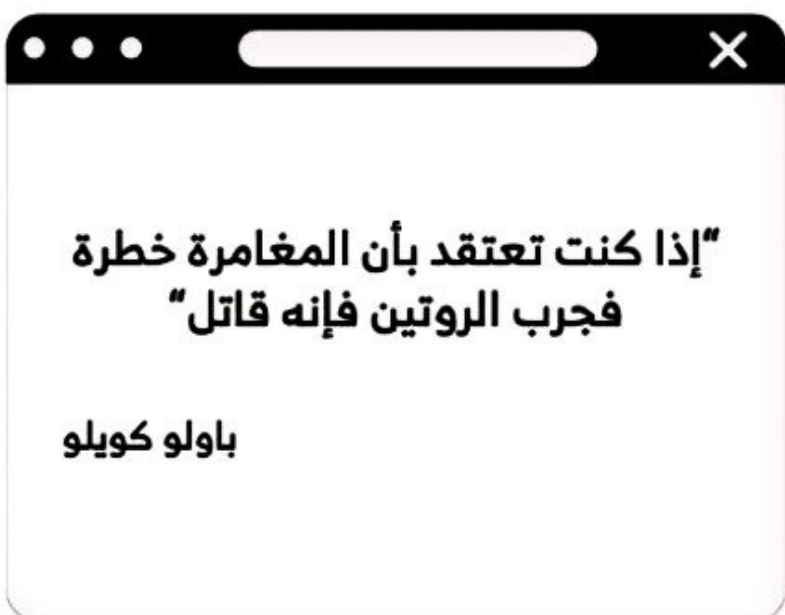 “إذا كنت تعتقد بأن المغامرة خطرة
فجرب الروتين فإنه قاتل“
باولو كويلو